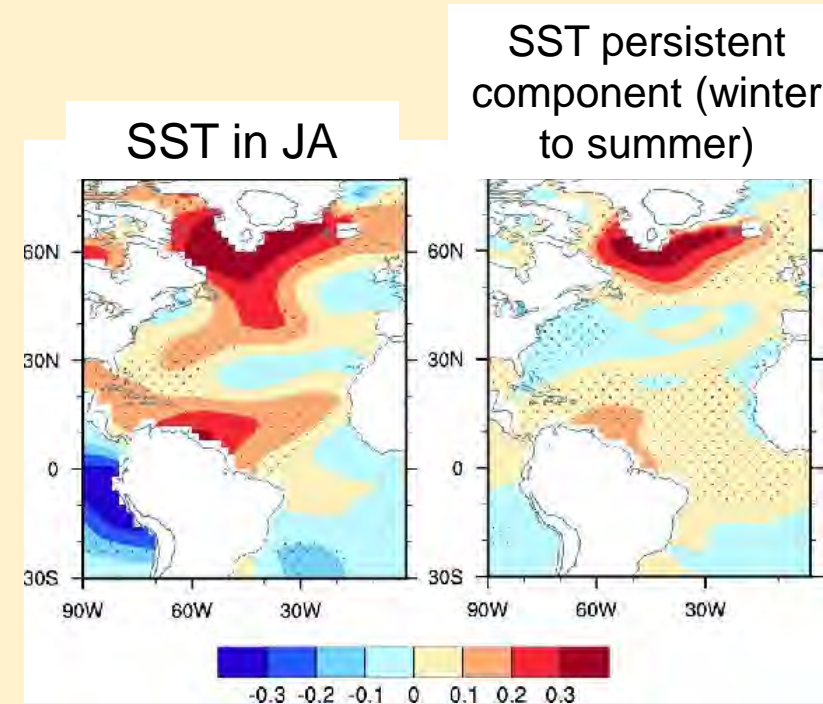 SST in JA
SST persistent
component (winter
to summer)
60N
30N
0
30S
90W 60W 30W
60N
30N
0
30S
90W 60W 30W
-0.3 -0.2 -0.1 0 0.1 0.2 0.3